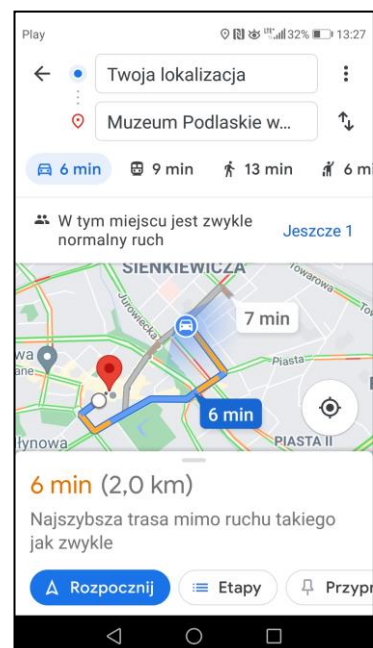 Play 32% 13:27
Twoja lokalizacja
Muzeum Podlaskie w...
6 min 9 min 13 min 6 m
W tym miejscu jest zwykle
normalny ruch
Jeszcze 1
SIENKIEWICZA
Towarowa
Jurowiecka
7 min
Piasta
6 min
PIASTA II
łynowa
6 min (2,0 km)
Najszybsza trasa mimo ruchu takiego
jak zwykle
Rozpocznij Etapy Przypr